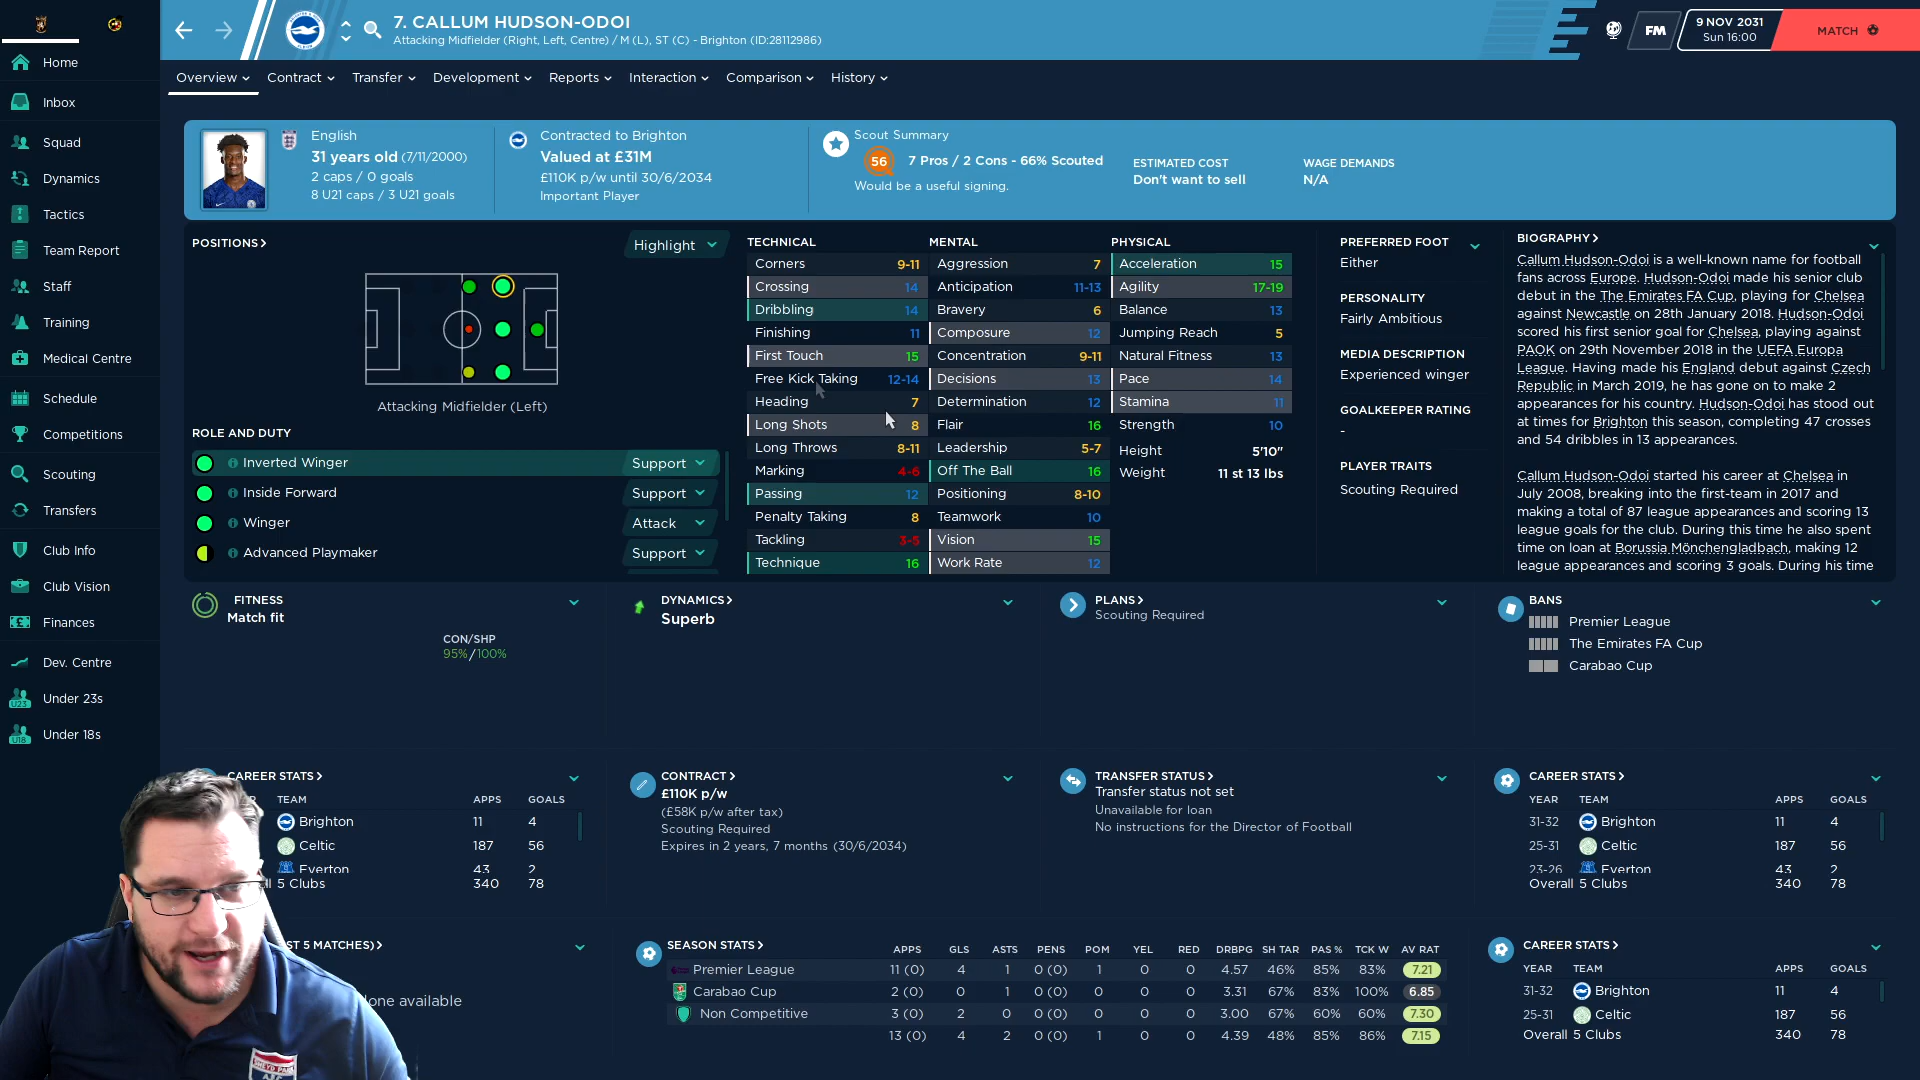 7. CALLUM HUDSON-ODOI
Attacking Midfielder (Right, Left, Centre) / M (L), ST (C) - Brighton (ID:28112986)
FM
9 NOV 2031
Sun 16:00
MATCH
Home
Inbox
Squad
Dynamics
Tactics
Team Report
Staff
Training
Medical Centre
Schedule
Competitions
Scouting
Transfers
Club Info
Club Vision
Finances
Dev. Centre
Under 23s
Under 18s
Overview
Contract
Transfer
Development
Reports
Interaction
Comparison
History
English
31 years old (7/11/2000)
2 caps / 0 goals
8 U21 caps / 3 U21 goals
Contracted to Brighton
Valued at £31M
£110K p/w until 30/6/2034
Important Player
Scout Summary
56 7 Pros / 2 Cons - 66% Scouted
Would be a useful signing.
ESTIMATED COST
Don't want to sell
WAGE DEMANDS
N/A
POSITIONS
Highlight
Attacking Midfielder (Left)
ROLE AND DUTY
Inverted Winger Support
Inside Forward Support
Winger Attack
Advanced Playmaker Support
TECHNICAL
Corners 9-11
Crossing 14
Dribbling 14
Finishing 11
First Touch 15
Free Kick Taking 12-14
Heading 7
Long Shots 8
Long Throws 8-11
Marking 4-6
Passing 12
Penalty Taking 8
Tackling 3-5
Technique 16
MENTAL
Aggression 7
Anticipation 11-13
Bravery 6
Composure 12
Concentration 9-11
Decisions 13
Determination 12
Flair 16
Leadership 5-7
Off The Ball 16
Positioning 8-10
Teamwork 10
Vision 15
Work Rate 12
PHYSICAL
Acceleration 15
Agility 17-19
Balance 13
Jumping Reach 5
Natural Fitness 13
Pace 14
Stamina 11
Strength 10
Height 5'10"
Weight 11 st 13 lbs
PREFERRED FOOT
Either
PERSONALITY
Fairly Ambitious
MEDIA DESCRIPTION
Experienced winger
GOALKEEPER RATING
-
PLAYER TRAITS
Scouting Required
BIOGRAPHY
Callum Hudson-Odoi is a well-known name for football
fans across Europe. Hudson-Odoi made his senior club
debut in the The Emirates FA Cup, playing for Chelsea
against Newcastle on 28th January 2018. Hudson-Odoi
scored his first senior goal for Chelsea, playing against
PAOK on 29th November 2018 in the UEFA Europa
League. Having made his England debut against Czech
Republic in March 2019, he has gone on to make 2
appearances for his country. Hudson-Odoi has stood out
at times for Brighton this season, completing 47 crosses
and 54 dribbles in 13 appearances.
Callum Hudson-Odoi started his career at Chelsea in
July 2008, breaking into the first-team in 2017 and
making a total of 87 league appearances and scoring 13
league goals for the club. During this time he also spent
time on loan at Borussia Mönchengladbach, making 12
league appearances and scoring 3 goals. During his time
FITNESS
Match fit
CON/SHP
95%/100%
DYNAMICS
Superb
PLANS
Scouting Required
BANS
Premier League
The Emirates FA Cup
Carabao Cup
CAREER STATS
TEAM APPS GOALS
Brighton 11 4
Celtic 187 56
Everton 43 2
5 Clubs 340 78
CONTRACT
£110K p/w
(£58K p/w after tax)
Scouting Required
Expires in 2 years, 7 months (30/6/2034)
TRANSFER STATUS
Transfer status not set
Unavailable for loan
No instructions for the Director of Football
CAREER STATS
YEAR TEAM APPS GOALS
31-32 Brighton 11 4
25-31 Celtic 187 56
23-26 Everton 43 2
Overall 5 Clubs 340 78
5 MATCHES)
available
SEASON STATS APPS GLS ASTS PENS POM YEL RED DRBPG SH TAR PAS % TCK W AV RAT
Premier League 11 (0) 4 1 0 (0) 1 0 0 4.57 46% 85% 83% 7.21
Carabao Cup 2 (0) 0 1 0 (0) 0 0 0 3.31 67% 83% 100% 6.85
Non Competitive 3 (0) 2 0 0 (0) 0 0 0 3.00 67% 60% 60% 7.30
13 (0) 4 2 0 (0) 1 0 0 4.39 48% 85% 86% 7.15
CAREER STATS
YEAR TEAM APPS GOALS
31-32 Brighton 11 4
25-31 Celtic 187 56
Overall 5 Clubs 340 78